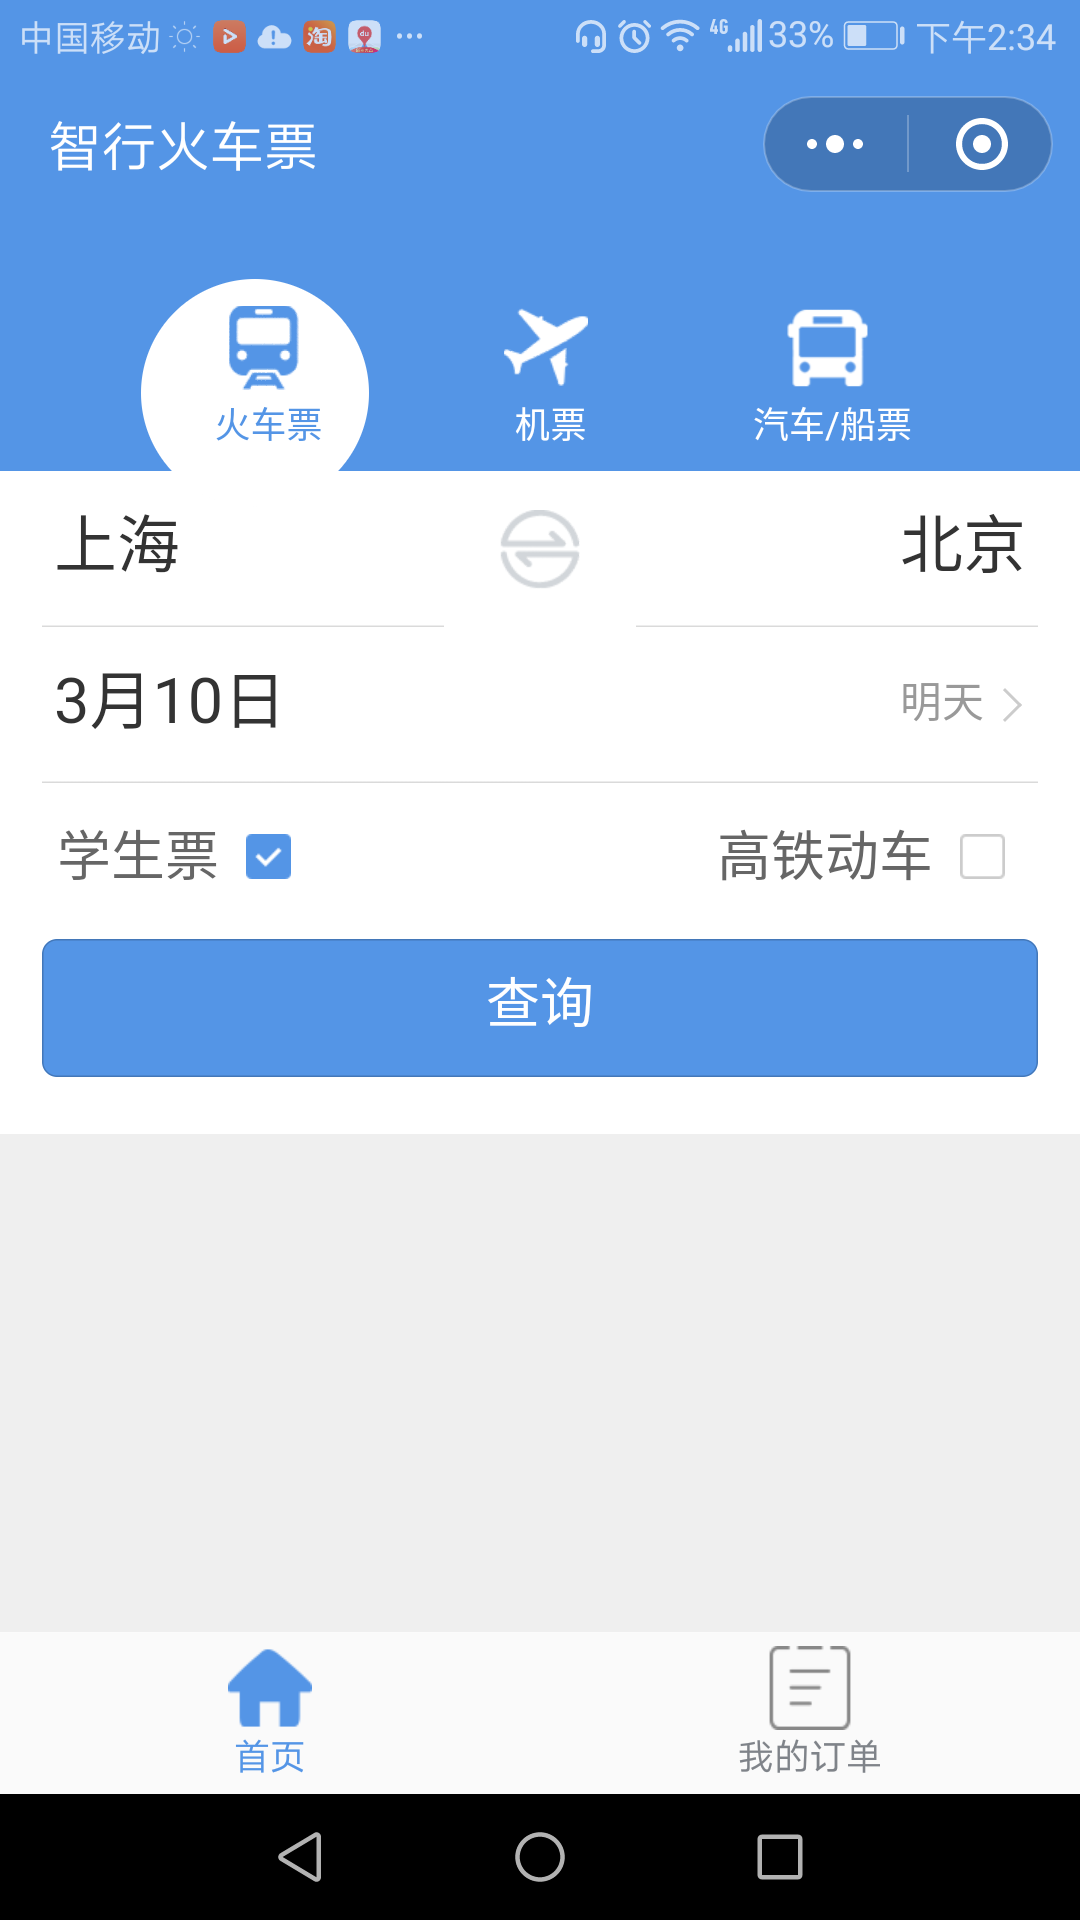 中国移动 淘 du 4G 33% 下午2:34
智行火车票
火车票 机票 汽车/船票
上海 北京
3月10日 明天
学生票 高铁动车
查询
首页 我的订单